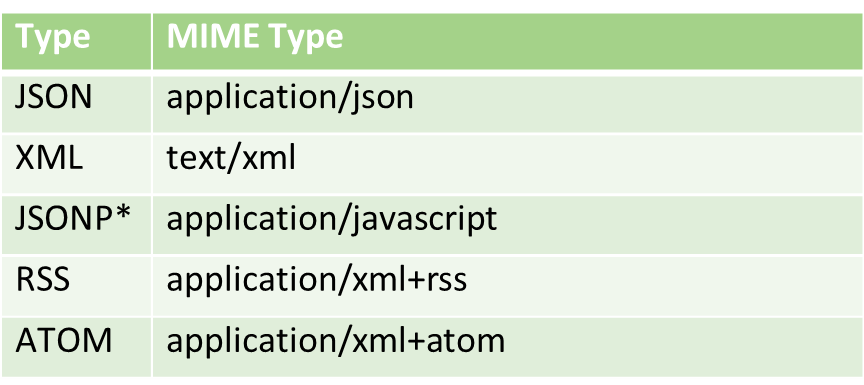 Type MIME Type
JSON application/json
XML text/xml
JSONP* application/javascript
RSS application/xml+rss
ATOM application/xml+atom